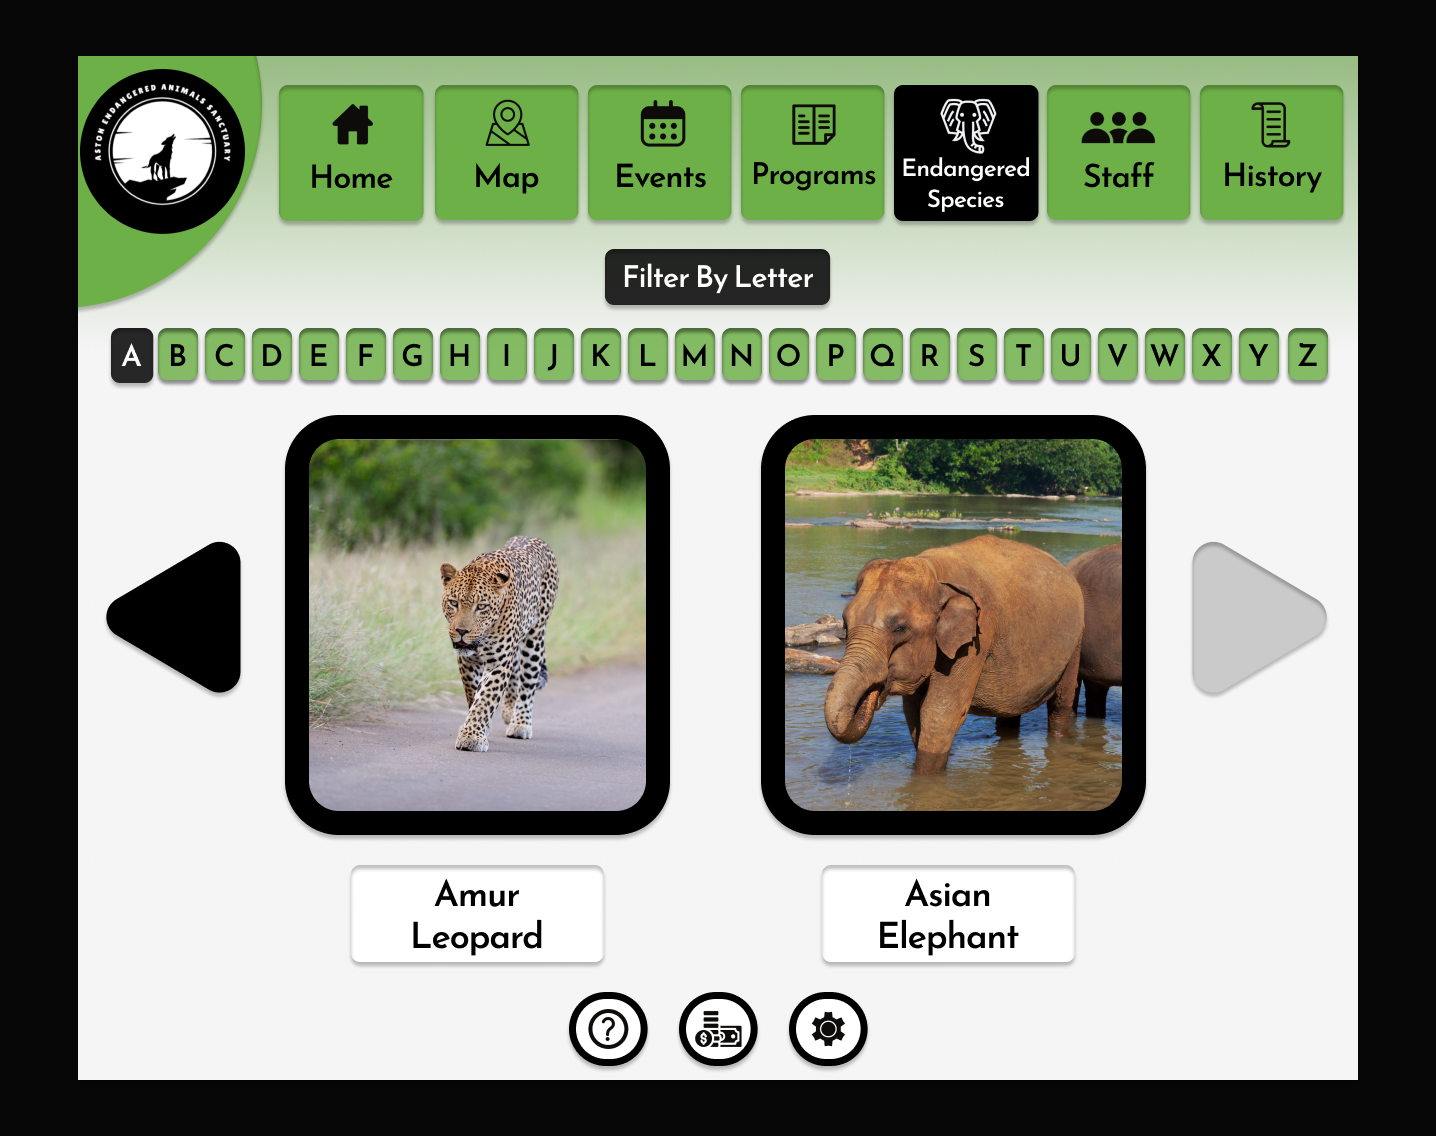 ASTON ENDANGERED ANIMALS SANCTUARY
Home
Map
Events
Programs
Endangered
Species
Staff
History
Filter By Letter
A B C D E F G H I J K L M N O P Q R S T U V W X Y Z
Amur
Leopard
Asian
Elephant
?
$